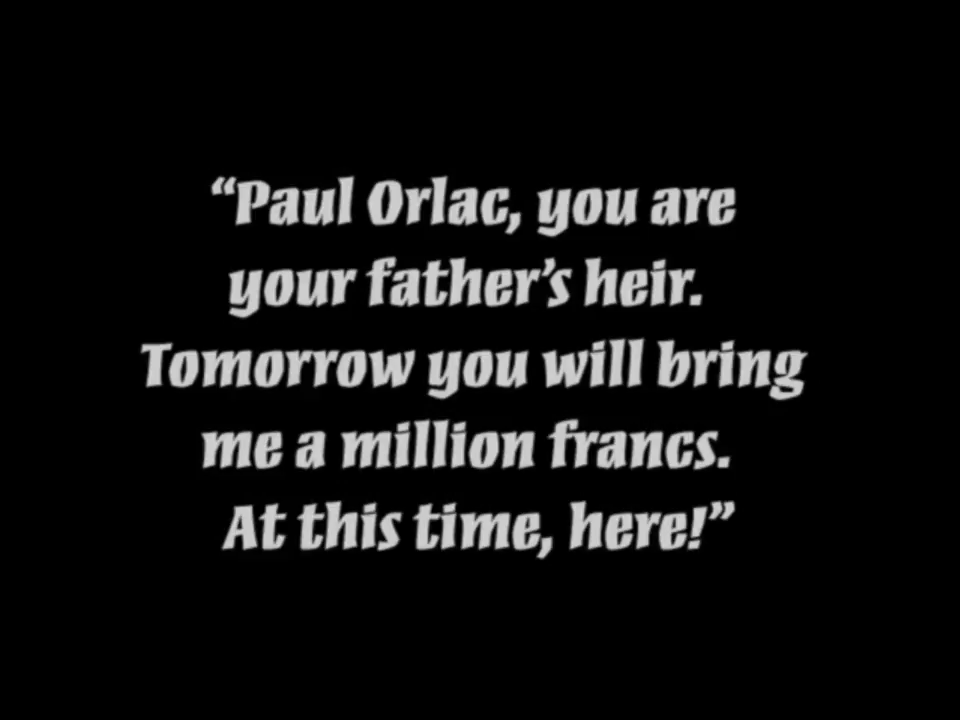 “Paul Orlac, you are
your father’s heir.
Tomorrow you will bring
me a million francs.
At this time, here!”